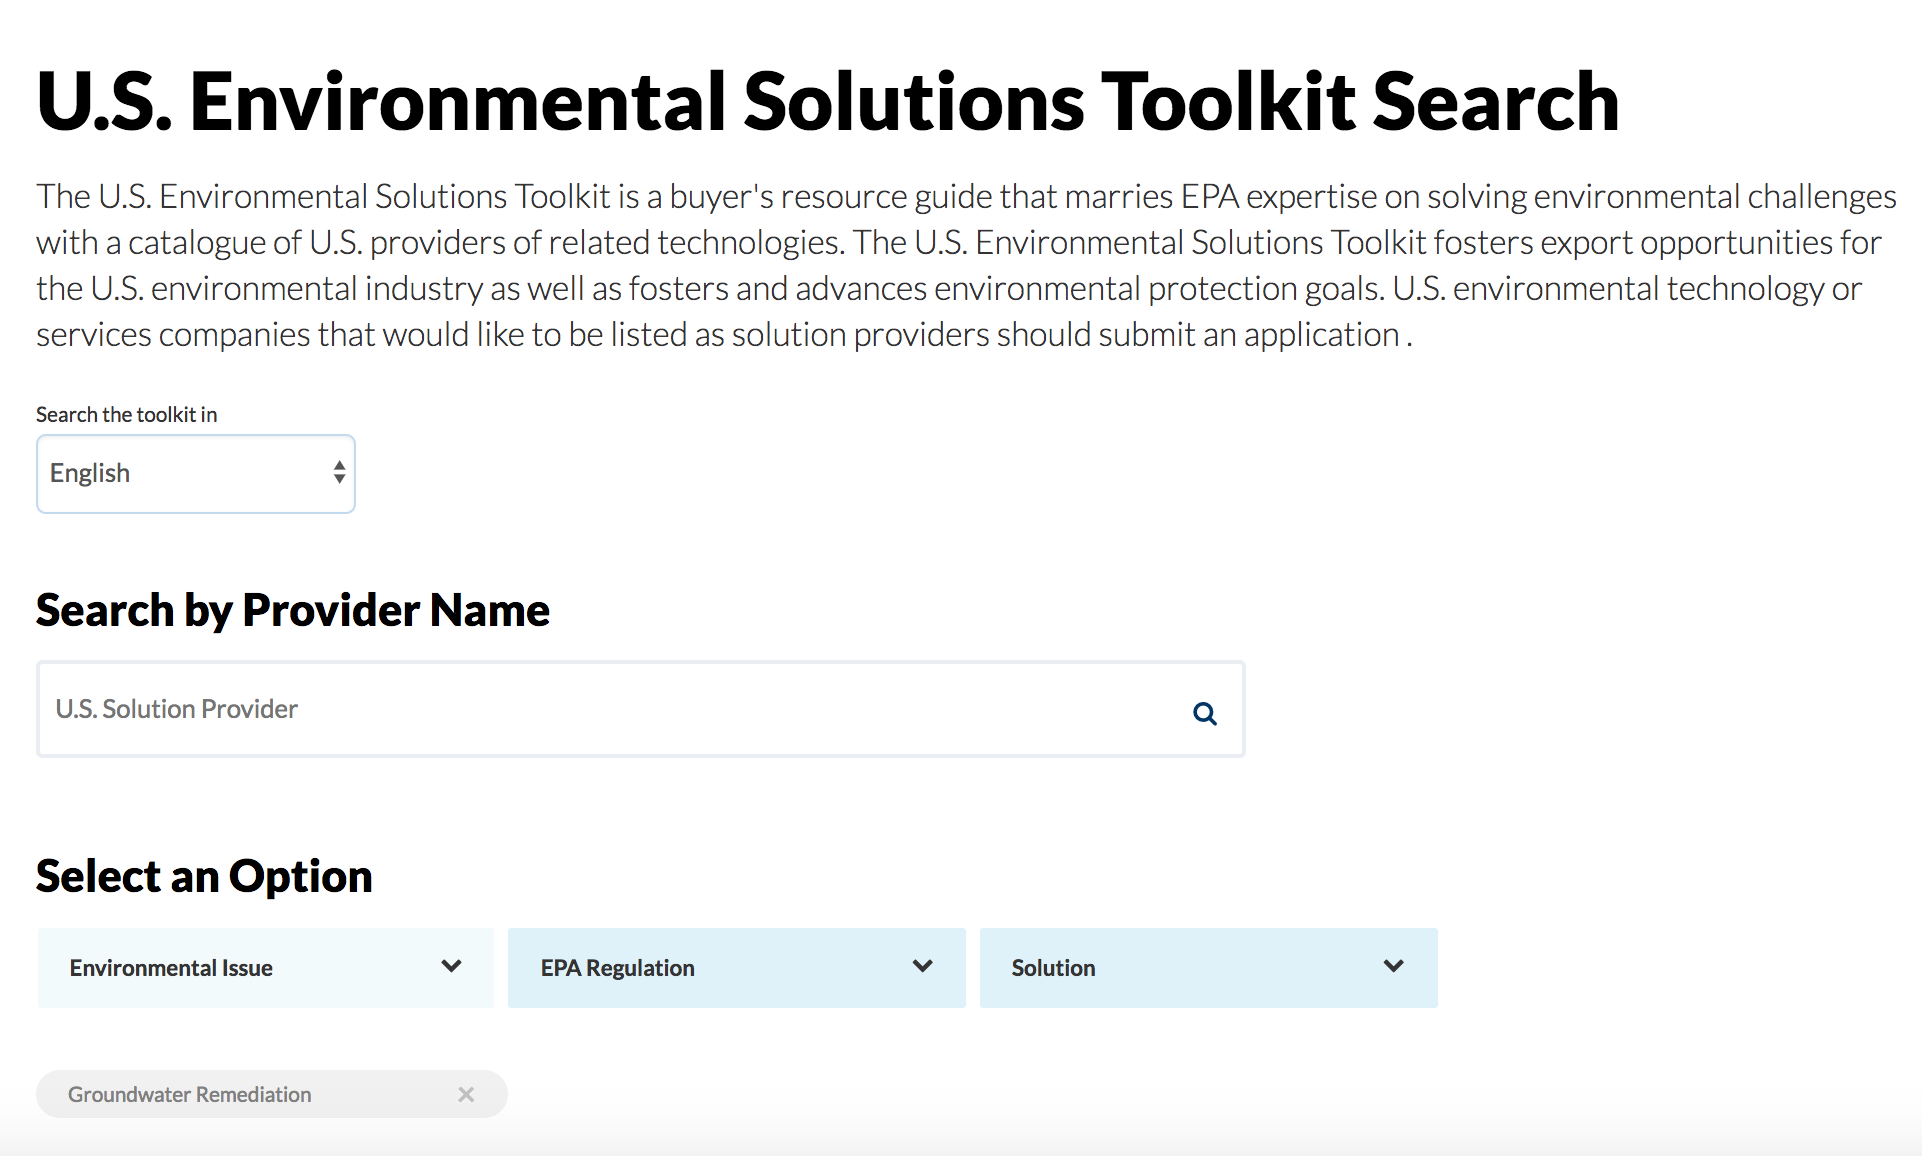 U.S. Environmental Solutions Toolkit Search
The U.S. Environmental Solutions Toolkit is a buyer's resource guide that marries EPA expertise on solving environmental challenges
with a catalogue of U.S. providers of related technologies. The U.S. Environmental Solutions Toolkit fosters export opportunities for
the U.S. environmental industry as well as fosters and advances environmental protection goals. U.S. environmental technology or
services companies that would like to be listed as solution providers should submit an application .
Search the toolkit in
English
Search by Provider Name
U.S. Solution Provider
Select an Option
Environmental Issue EPA Regulation Solution
Groundwater Remediation